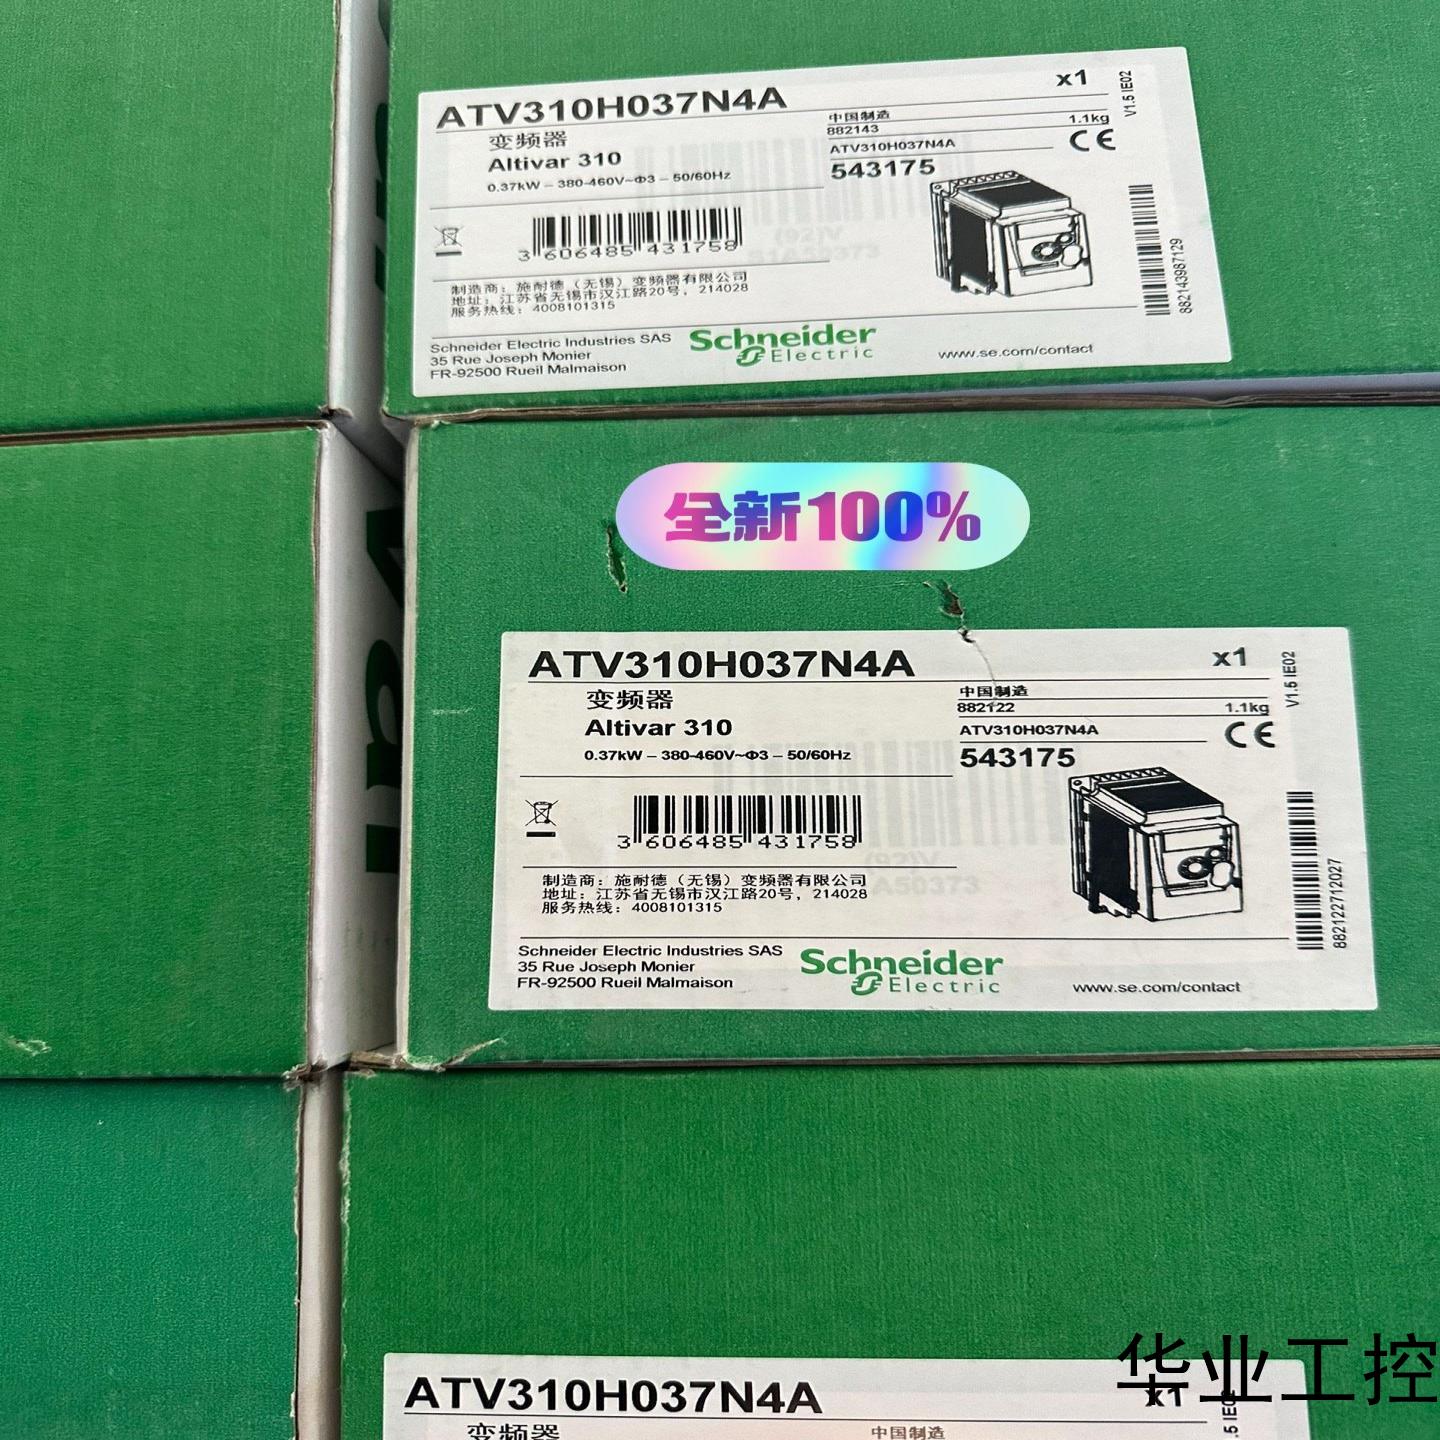 ATV310H037N4A
x1
V1.5 IE02
变频器
Altivar 310
0.37kW – 380-460V~Φ3 – 50/60Hz
中国制造
882143
1.1kg
ATV310H037N4A
CE
543175
3 606485 431758
882143987129
制造商：施耐德（无锡）变频器有限公司
地址：江苏省无锡市汉江路20号，214028
服务热线：4008101315
Schneider Electric Industries SAS
35 Rue Joseph Monier
FR-92500 Rueil Malmaison
Schneider
Electric
www.se.com/contact
全新100%
ATV310H037N4A
x1
V1.5 IE02
变频器
Altivar 310
0.37kW – 380-460V~Φ3 – 50/60Hz
中国制造
882122
1.1kg
ATV310H037N4A
CE
543175
3 606485 431758
882122712027
制造商：施耐德（无锡）变频器有限公司
地址：江苏省无锡市汉江路20号，214028
服务热线：4008101315
Schneider Electric Industries SAS
35 Rue Joseph Monier
FR-92500 Rueil Malmaison
Schneider
Electric
www.se.com/contact
华业工控
ATV310H037N4A
x1
变频器
中国制造